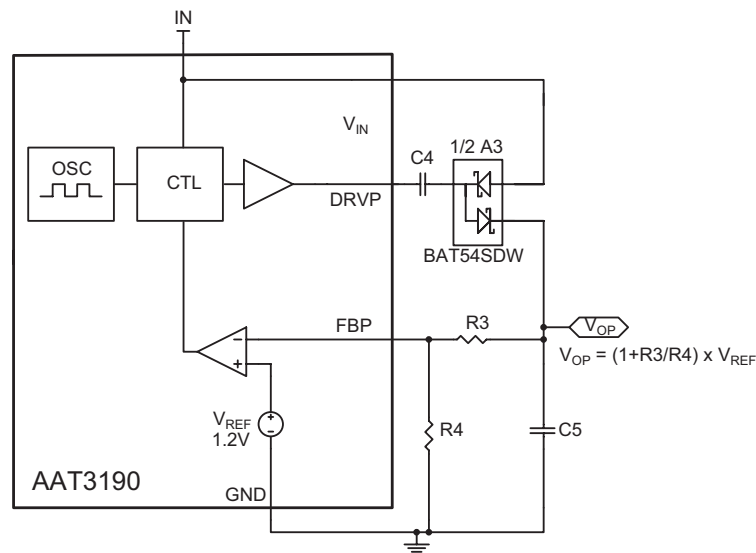 IN
V_IN
OSC
CTL
DRVP
C4
1/2 A3
BAT54SDW
FBP
R3
V_OP
V_OP = (1+R3/R4) x V_REF
−
+
+
−
V_REF
1.2V
R4
C5
AAT3190
GND